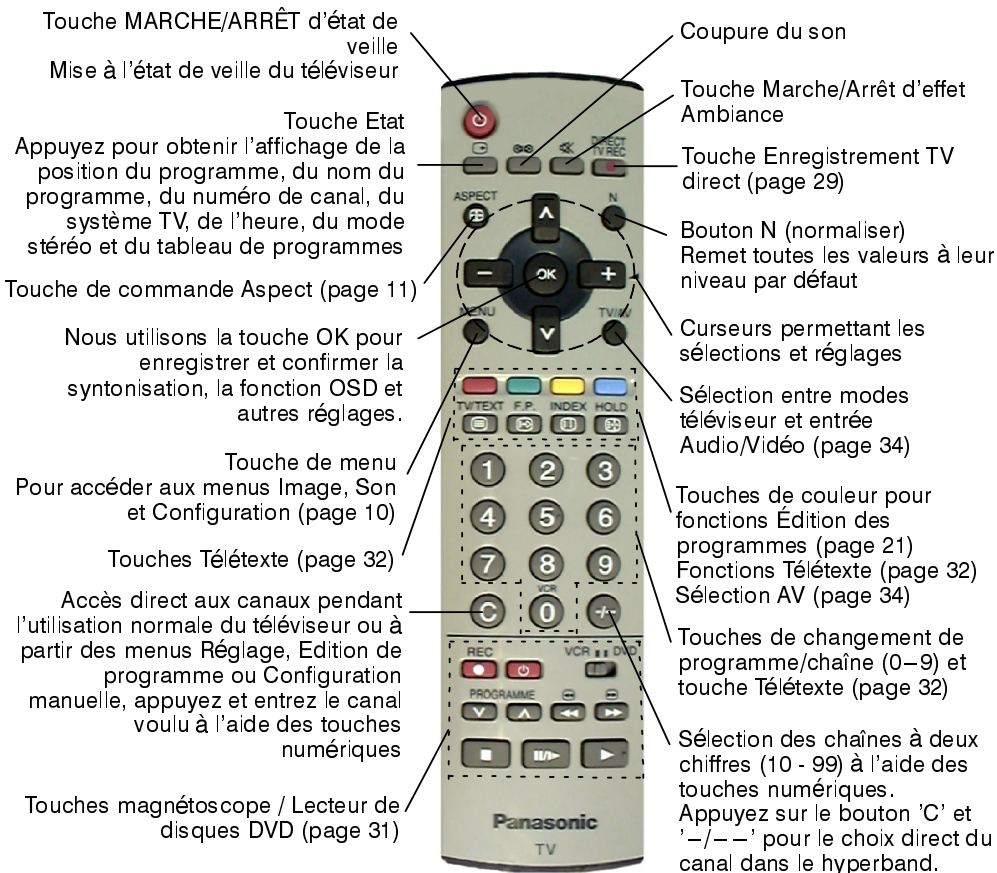 Touche MARCHE/ARRÊT d'état de
veille
Mise à l'état de veille du téléviseur
Touche Etat
Appuyez pour obtenir l'affichage de la
position du programme, du nom du
programme, du numéro de canal, du
système TV, de l'heure, du mode
stéréo et du tableau de programmes
Touche de commande Aspect (page 11)
Nous utilisons la touche OK pour
enregistrer et confirmer la
syntonisation, la fonction OSD et
autres réglages.
Touche de menu
Pour accéder aux menus Image, Son
et Configuration (page 10)
Touches Télétexte (page 32)
Accès direct aux canaux pendant
l'utilisation normale du téléviseur ou à
partir des menus Réglage, Edition de
programme ou Configuration
manuelle, appuyez et entrez le canal
voulu à l'aide des touches
numériques
Touches magnétoscope / Lecteur de
disques DVD (page 31)
DIRECT
TV REC
ASPECT
N
OK
MENU
TV/AV
TV/TEXT F.P. INDEX HOLD
1 2 3
4 5 6
7 8 9
VCR
C 0 -/--
REC
VCR DVD
PROGRAMME
Panasonic
TV
Coupure du son
Touche Marche/Arrêt d'effet
Ambiance
Touche Enregistrement TV
direct (page 29)
Bouton N (normaliser)
Remet toutes les valeurs à leur
niveau par défaut
Curseurs permettant les
sélections et réglages
Sélection entre modes
téléviseur et entrée
Audio/Vidéo (page 34)
Touches de couleur pour
fonctions Édition des
programmes (page 21)
Fonctions Télétexte (page 32)
Sélection AV (page 34)
Touches de changement de
programme/chaîne (0–9) et
touche Télétexte (page 32)
Sélection des chaînes à deux
chiffres (10 - 99) à l'aide des
touches numériques.
Appuyez sur le bouton 'C' et
'–/––' pour le choix direct du
canal dans le hyperband.